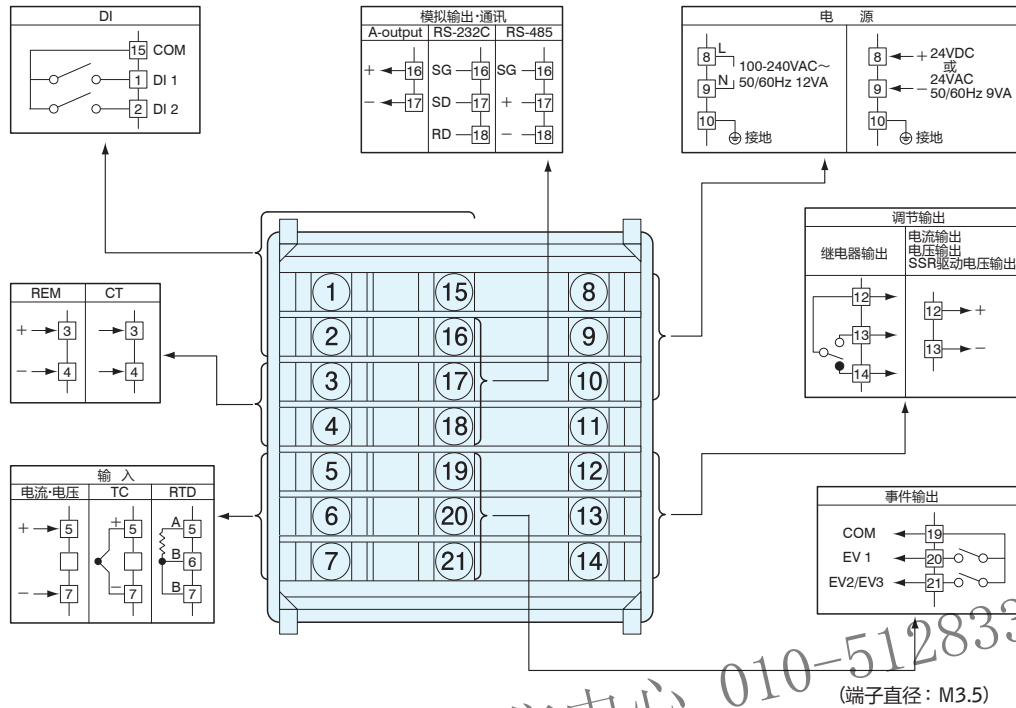 DI
15 COM
1 DI 1
2 DI 2
模拟输出·通讯
A-output RS-232C RS-485
+ 16 SG 16 SG 16
− 17 SD 17 + 17
RD 18 − 18
电 源
8 L
9 N
100-240VAC~
50/60Hz 12VA
10
接地
8 + 24VDC
或
9 − 24VAC
50/60Hz 9VA
10
接地
调节输出
继电器输出
电流输出
电压输出
SSR驱动电压输出
12 12 +
13 13 −
14
REM CT
+ 3 3
− 4 4
输 入
电流·电压 TC RTD
+ 5 + 5 A 5
B 6
− 7 − 7 B 7
1 15 8
2 16 9
3 17 10
4 18 11
5 19 12
6 20 13
7 21 14
事件输出
COM 19
EV 1 20
EV2/EV3 21
中心, 010-512833
(端子直径：M3.5)